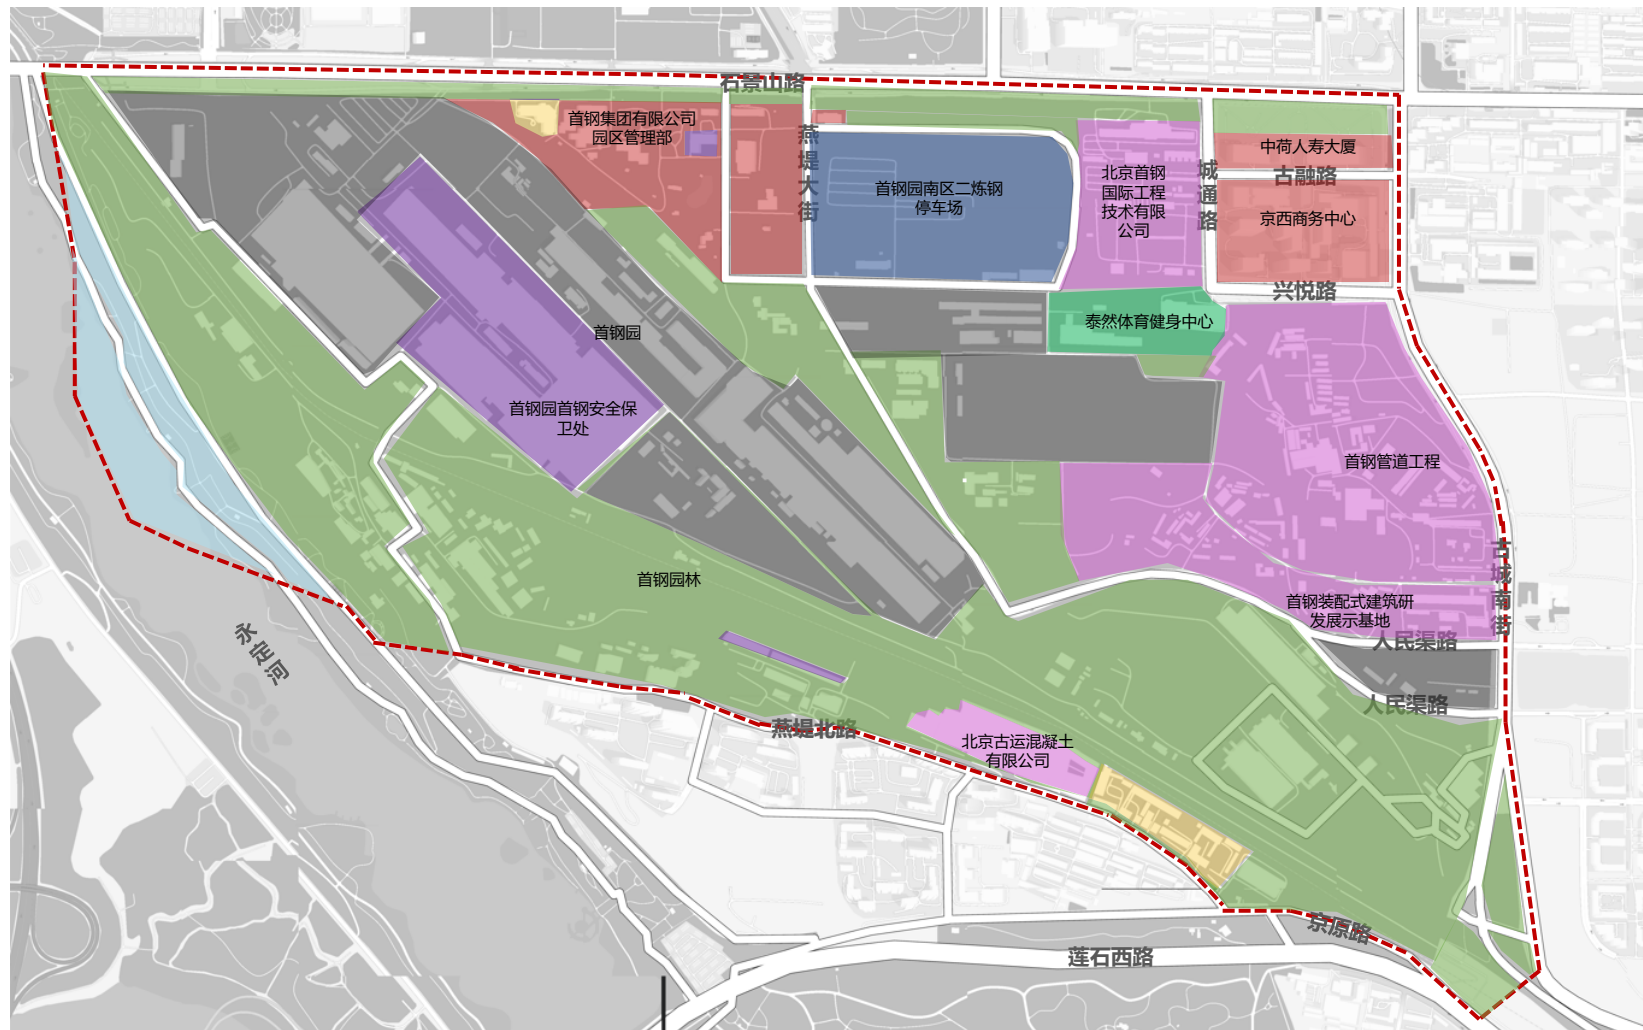 石景山路
首钢集团有限公司
园区管理部
燕堤大街
首钢园南区二炼钢
停车场
北京首钢
国际工程
技术有限
公司
城通路
中荷人寿大厦
古融路
京西商务中心
兴悦路
泰然体育健身中心
首钢园
首钢园首钢安全保
卫处
首钢管道工程
首钢园林
古城南街
首钢装配式建筑研
发展示基地
人民渠路
永定河
人民渠路
燕堤北路
北京古运混凝土
有限公司
京原路
莲石西路